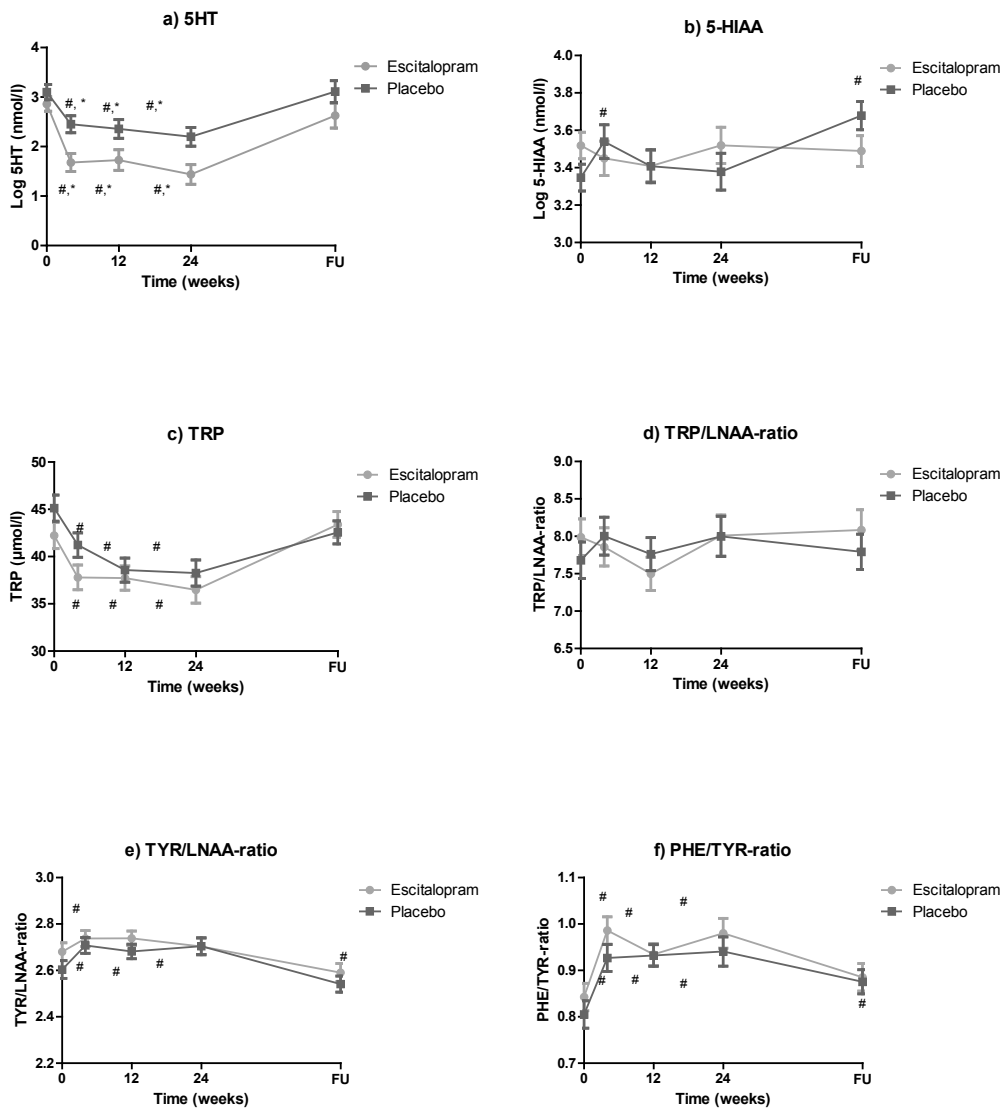 a) 5HT
Escitalopram
Placebo
Log 5HT (nmol/l)
4
3
2
1
0
#, * #,* #,*
#,* #,* #,*
0 12 24 FU
Time (weeks)
b) 5-HIAA
Escitalopram
Placebo
Log 5-HIAA (nmol/l)
4.0
3.8
3.6
3.4
3.2
3.0
# #
0 12 24 FU
Time (weeks)
c) TRP
Escitalopram
Placebo
TRP (µmol/l)
50
45
40
35
30
# # #
# # #
0 12 24 FU
Time (weeks)
d) TRP/LNAA-ratio
Escitalopram
Placebo
TRP/LNAA-ratio
9.0
8.5
8.0
7.5
7.0
6.5
0 12 24 FU
Time (weeks)
e) TYR/LNAA-ratio
Escitalopram
Placebo
TYR/LNAA-ratio
3.0
2.8
2.6
2.4
2.2
# #
# # #
0 12 24 FU
Time (weeks)
f) PHE/TYR-ratio
Escitalopram
Placebo
PHE/TYR-ratio
1.1
1.0
0.9
0.8
0.7
# # #
# # # #
0 12 24 FU
Time (weeks)